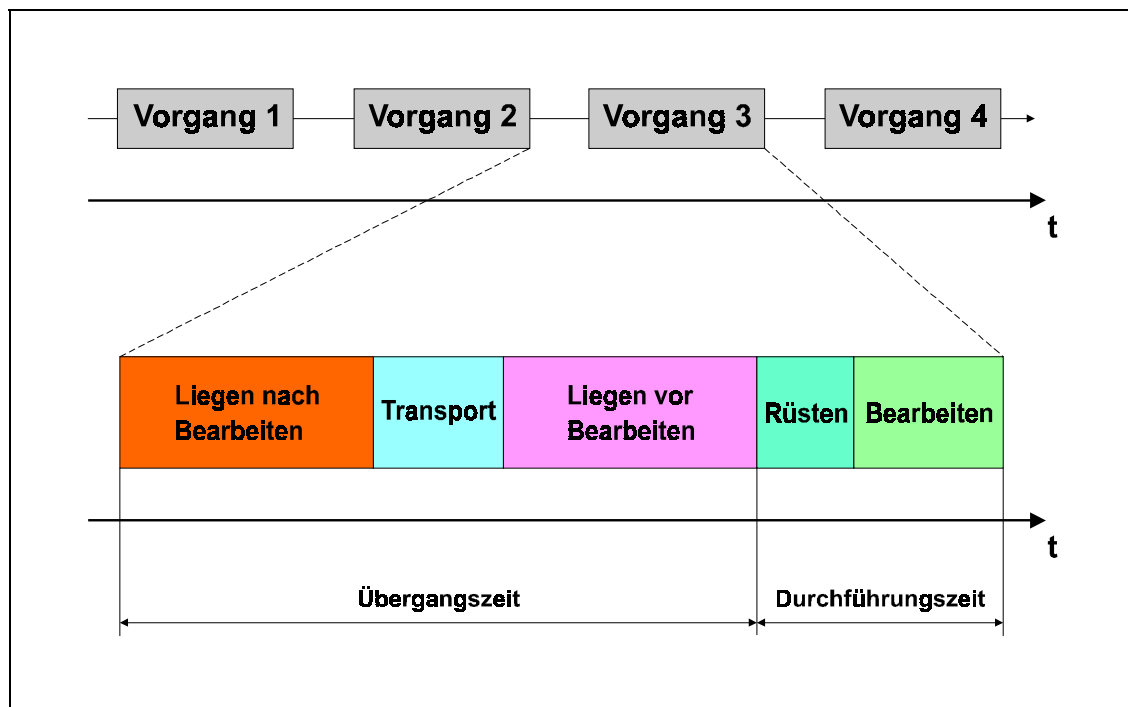 Vorgang 1
Vorgang 2
Vorgang 3
Vorgang 4
t
Liegen nach
Bearbeiten
Transport
Liegen vor
Bearbeiten
Rüsten
Bearbeiten
t
Übergangszeit
Durchführungszeit